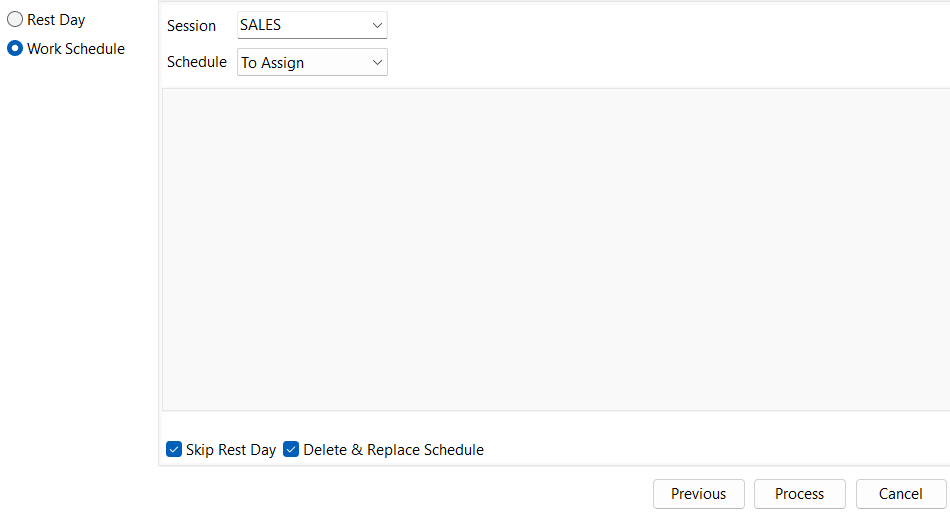 Rest Day
Work Schedule
Session SALES
Schedule To Assign
Skip Rest Day Delete & Replace Schedule
Previous Process Cancel